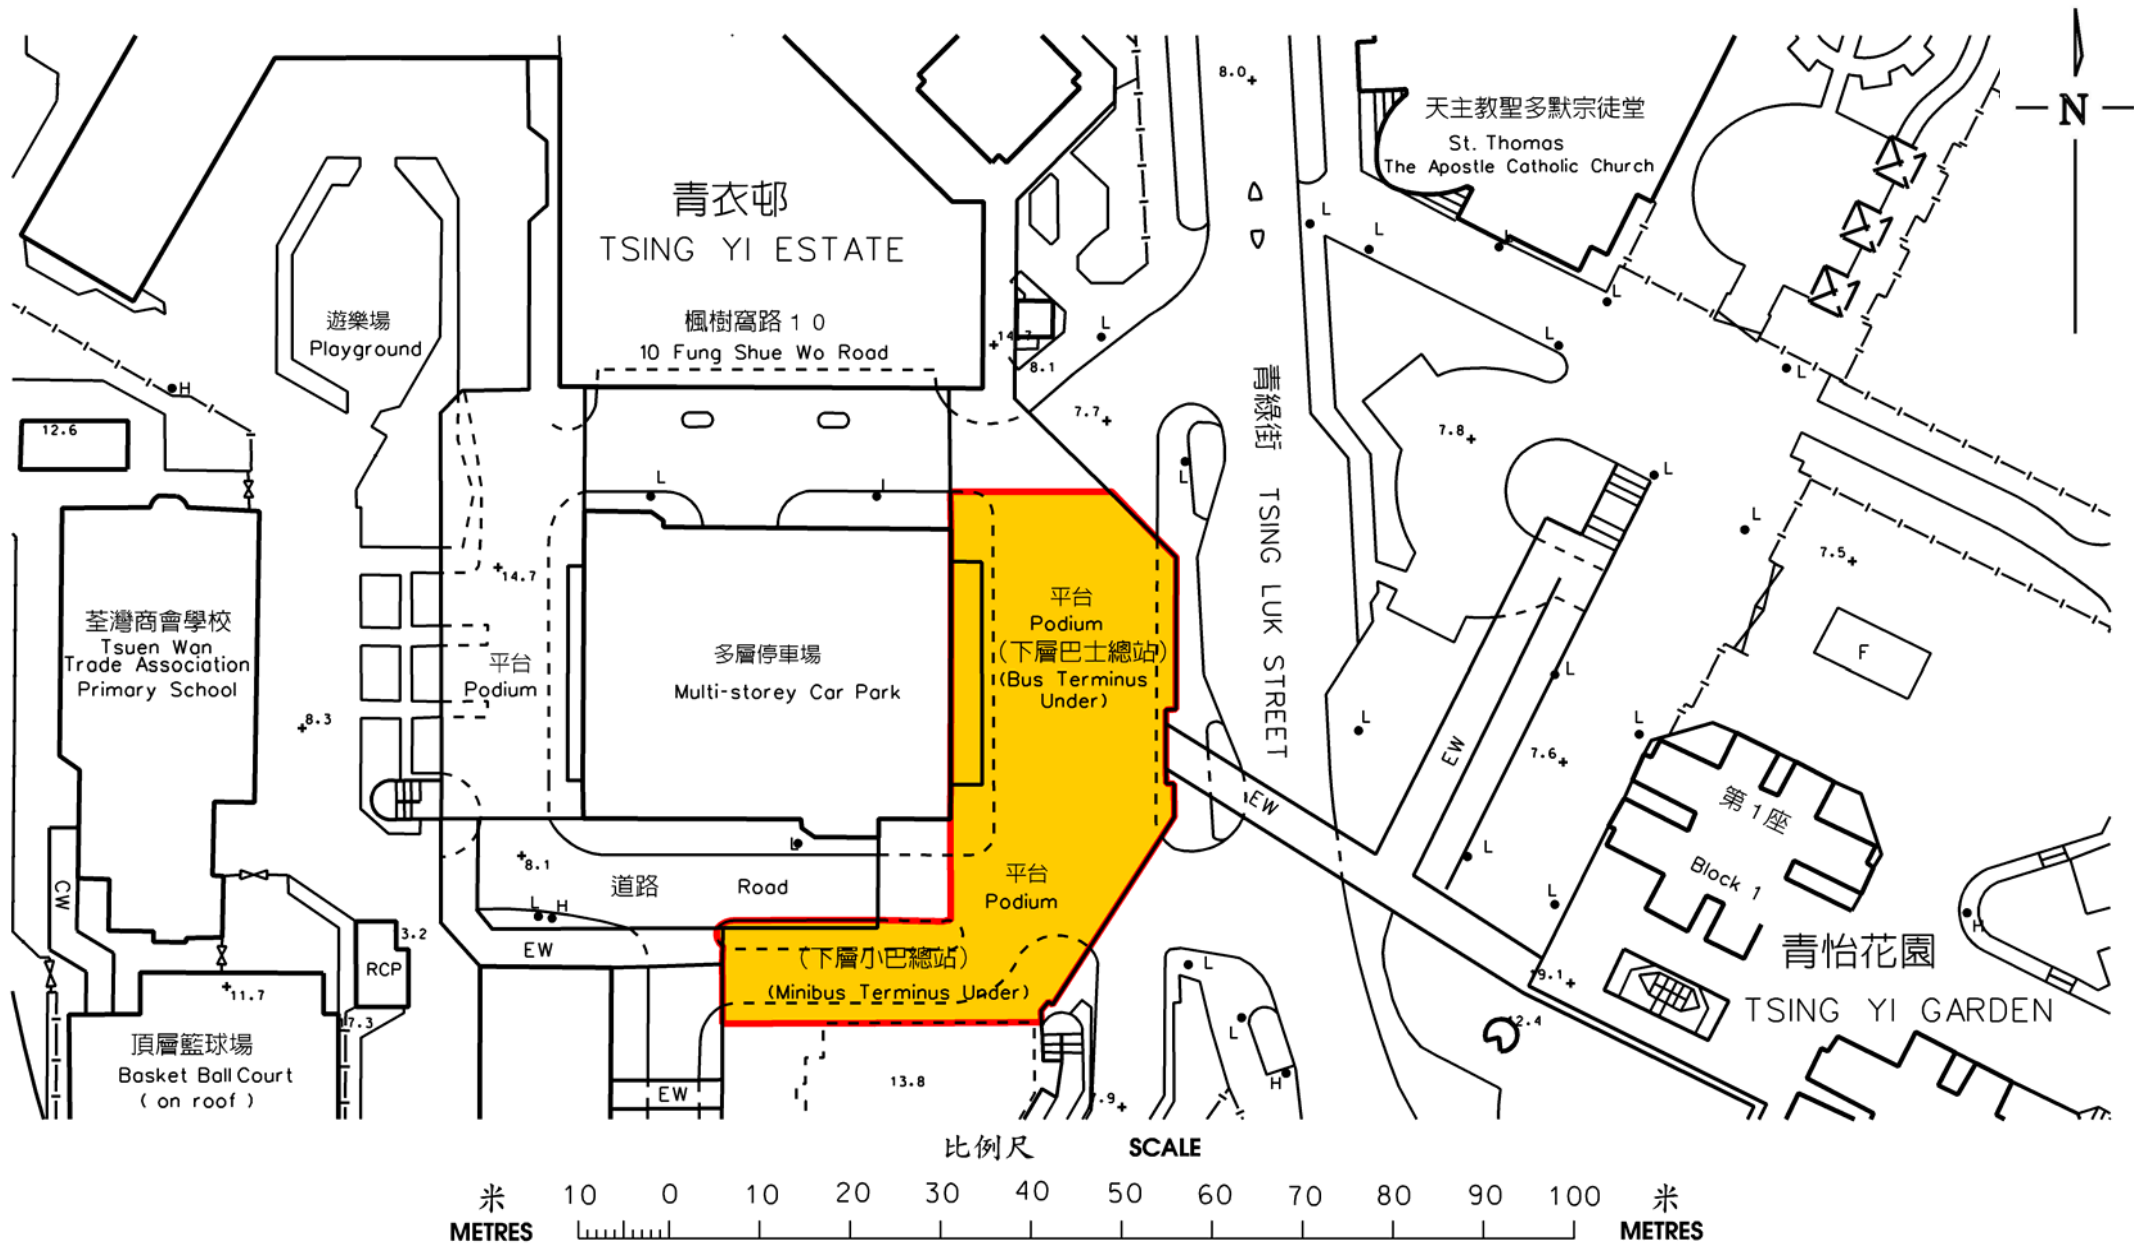 8.0
N
天主教聖多默宗徒堂
St. Thomas
The Apostle Catholic Church
青衣邨
TSING YI ESTATE
楓樹窩路 1 0
10 Fung Shue Wo Road
遊樂場
Playground
L
L
L
L
L
L
14.7
8.1
H
12.6
7.7
青綠街 TSING LUK STREET
7.8
L
L
L
L
L
7.5
14.7
平台
Podium
(下層巴士總站)
(Bus Terminus
Under)
荃灣商會學校
Tsuen Wan
Trade Association
Primary School
平台
Podium
多層停車場
Multi-storey Car Park
F
8.3
L
L
L
EW
7.6
EW
第1座
Block 1
L
8.1
L
道路 Road
平台
Podium
CW
L
H
L
H
3.2
EW
(下層小巴總站)
(Minibus Terminus Under)
RCP
L
青怡花園
TSING YI GARDEN
9.1
11.7
7.3
L
12.4
頂層籃球場
Basket Ball Court
( on roof )
13.8
H
EW
7.9
比例尺 SCALE
米 10 0 10 20 30 40 50 60 70 80 90 100 米
METRES METRES